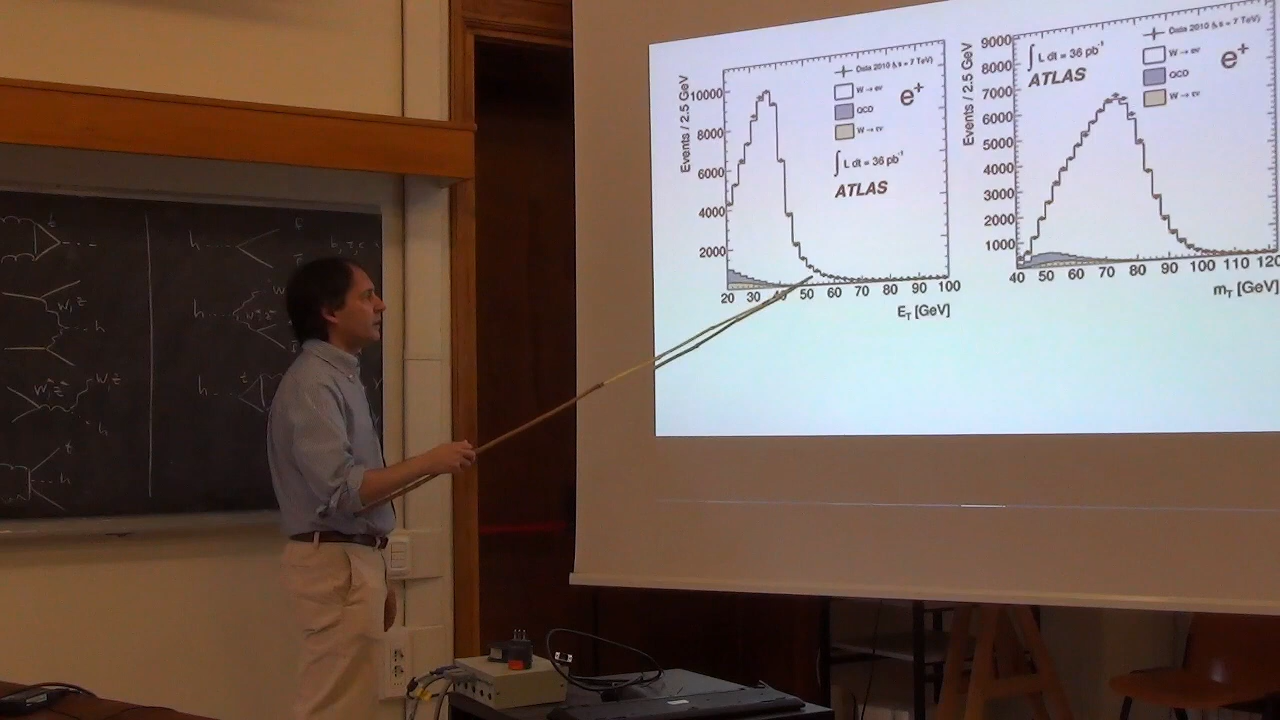 t
h
t̄
b, τ, c
W, Z
h
h
W, Z
W, Z
h
t
h
t
h
Events / 2.5 GeV
10000
8000
6000
4000
2000
Data 2010 (√s = 7 TeV)
W → eν
QCD
W → τν
e+
∫ L dt = 36 pb-1
ATLAS
20 30 40 50 60 70 80 90 100
ET [GeV]
Events / 2.5 GeV
9000
8000
7000
6000
5000
4000
3000
2000
1000
∫ L dt = 36 pb-1
ATLAS
Data 2010 (√s = 7 TeV)
W → eν
QCD
W → τν
e+
40 50 60 70 80 90 100 110 120
mT [GeV]